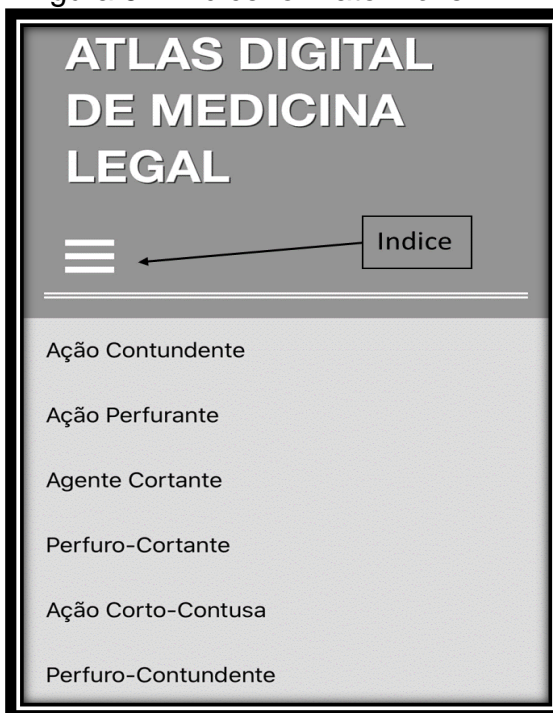 ATLAS DIGITAL
DE MEDICINA
LEGAL
Indice
Ação Contundente
Ação Perfurante
Agente Cortante
Perfuro-Cortante
Ação Corto-Contusa
Perfuro-Contundente